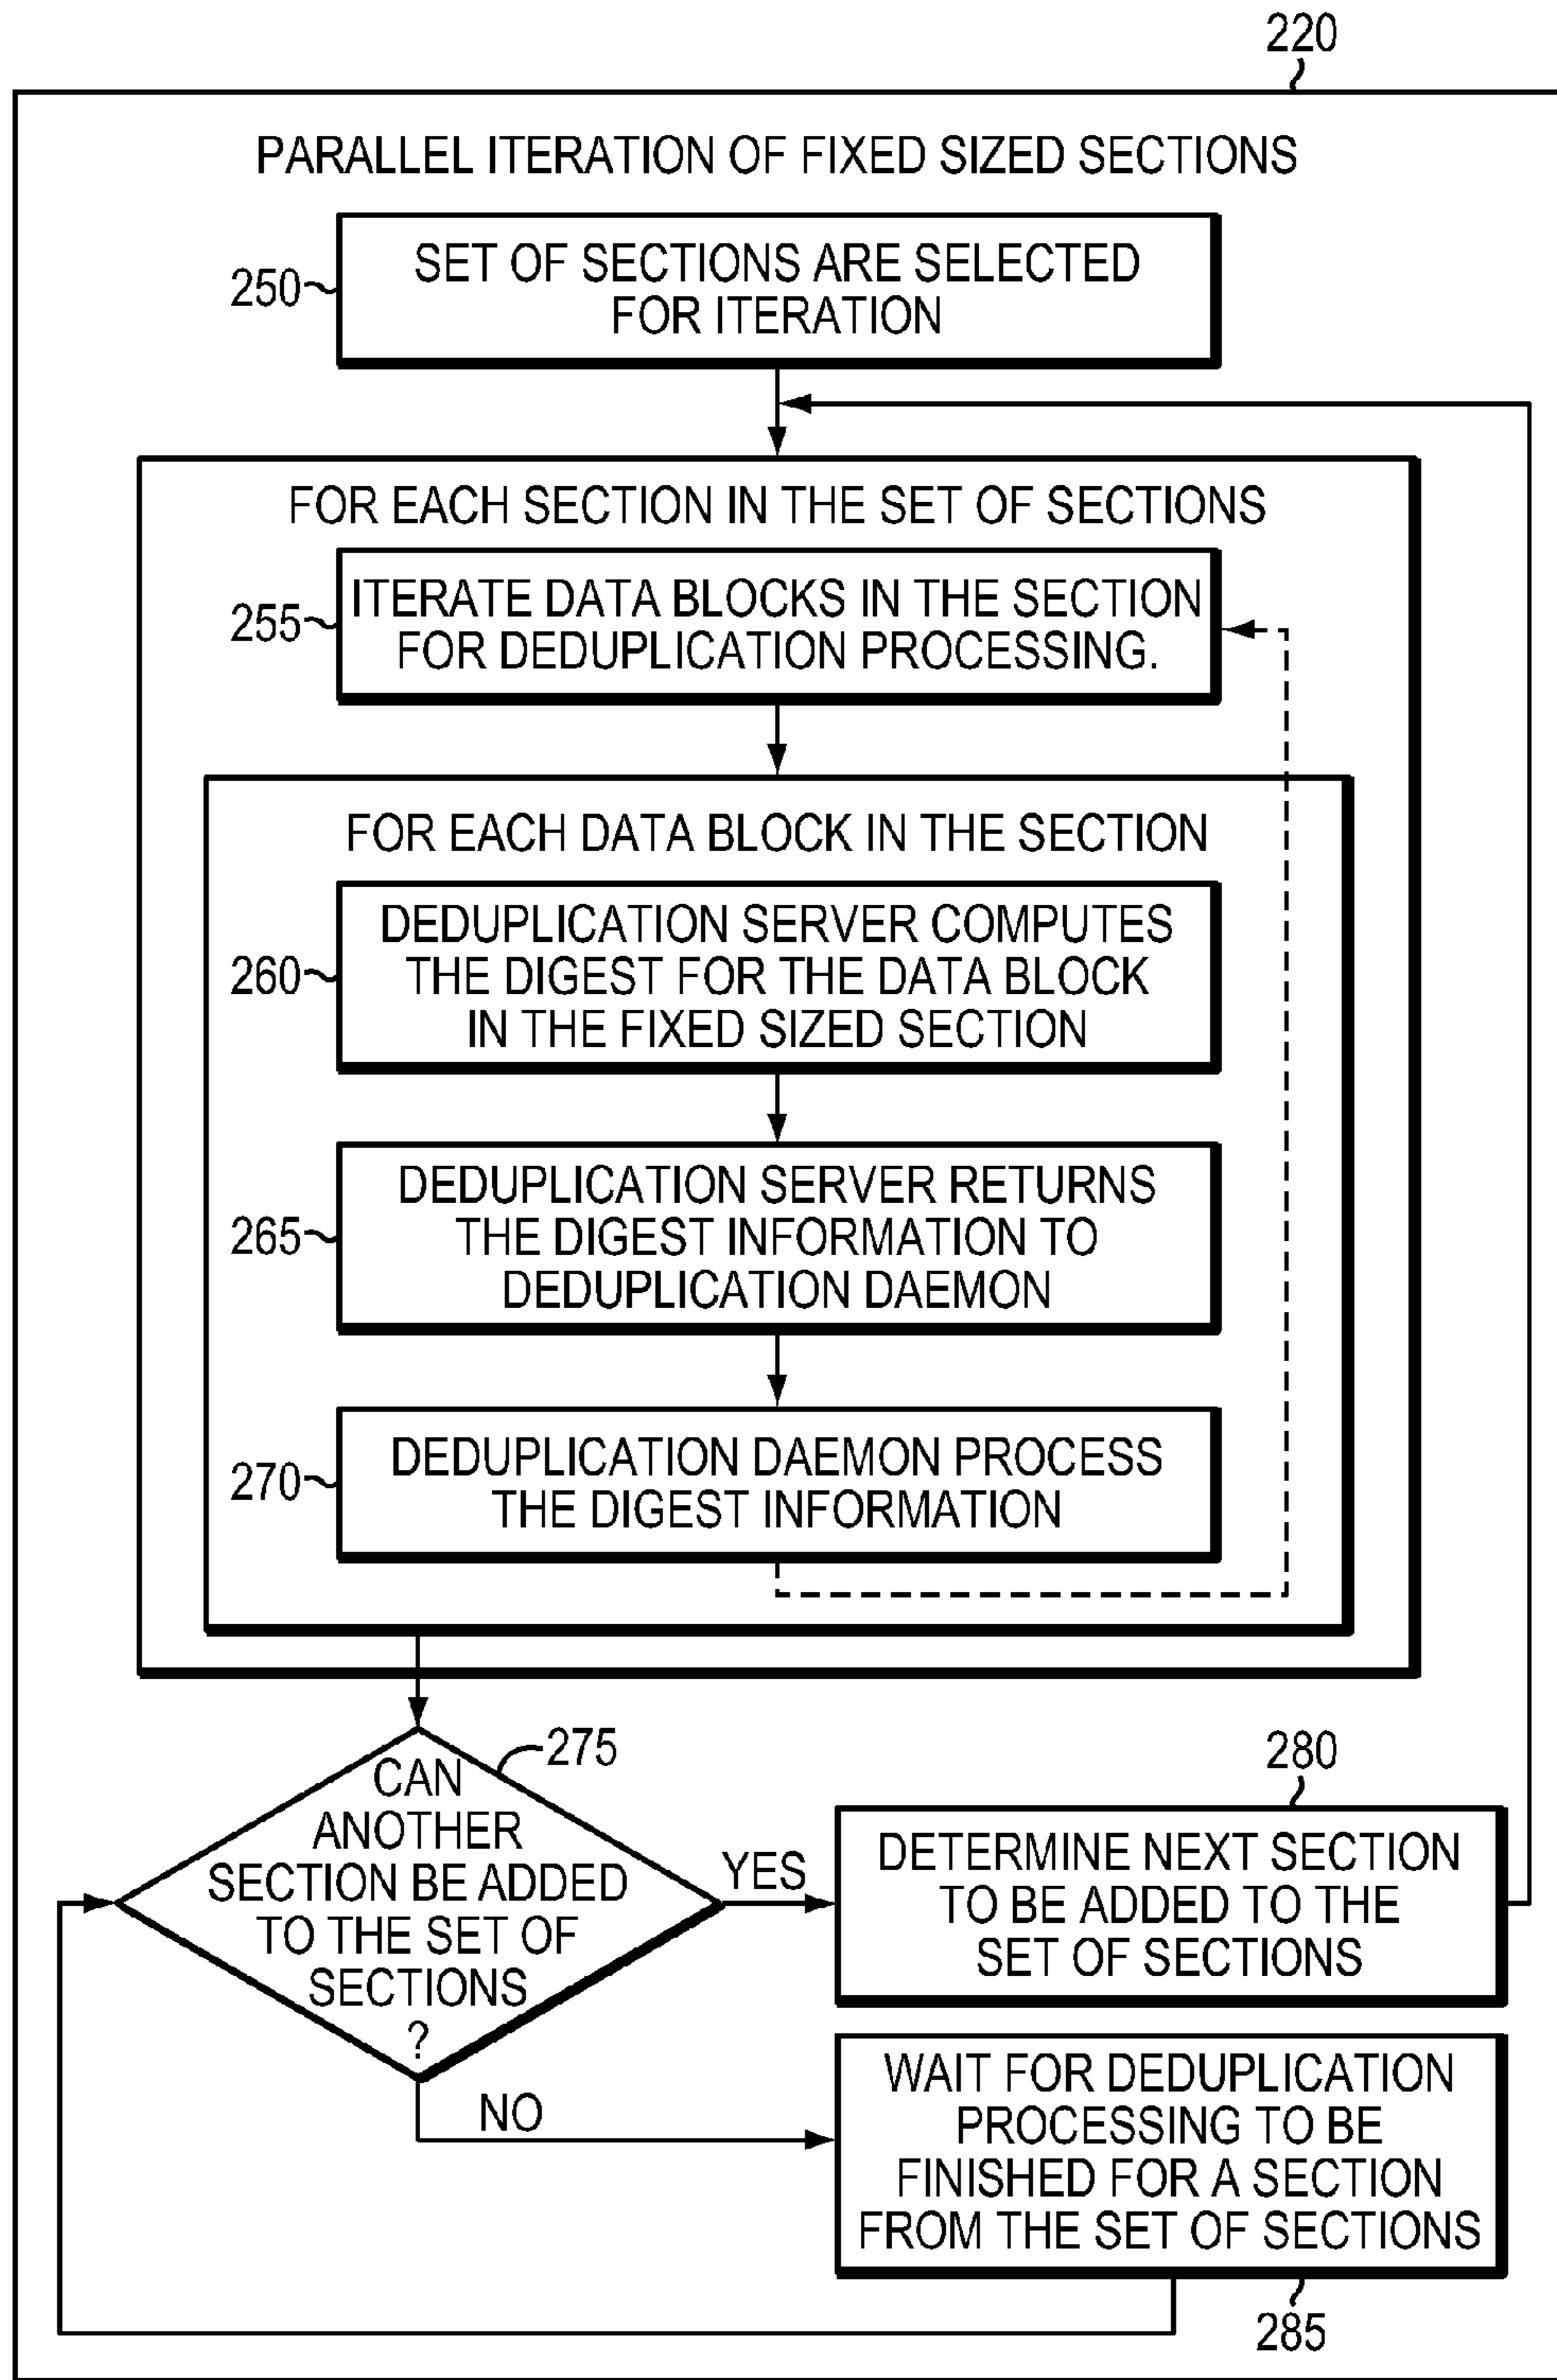 220
PARALLEL ITERATION OF FIXED SIZED SECTIONS
250
SET OF SECTIONS ARE SELECTED
FOR ITERATION
FOR EACH SECTION IN THE SET OF SECTIONS
255
ITERATE DATA BLOCKS IN THE SECTION
FOR DEDUPLICATION PROCESSING.
FOR EACH DATA BLOCK IN THE SECTION
260
DEDUPLICATION SERVER COMPUTES
THE DIGEST FOR THE DATA BLOCK
IN THE FIXED SIZED SECTION
265
DEDUPLICATION SERVER RETURNS
THE DIGEST INFORMATION TO
DEDUPLICATION DAEMON
270
DEDUPLICATION DAEMON PROCESS
THE DIGEST INFORMATION
275
CAN
ANOTHER
SECTION BE ADDED
TO THE SET OF
SECTIONS
?
YES
280
DETERMINE NEXT SECTION
TO BE ADDED TO THE
SET OF SECTIONS
NO
WAIT FOR DEDUPLICATION
PROCESSING TO BE
FINISHED FOR A SECTION
FROM THE SET OF SECTIONS
285